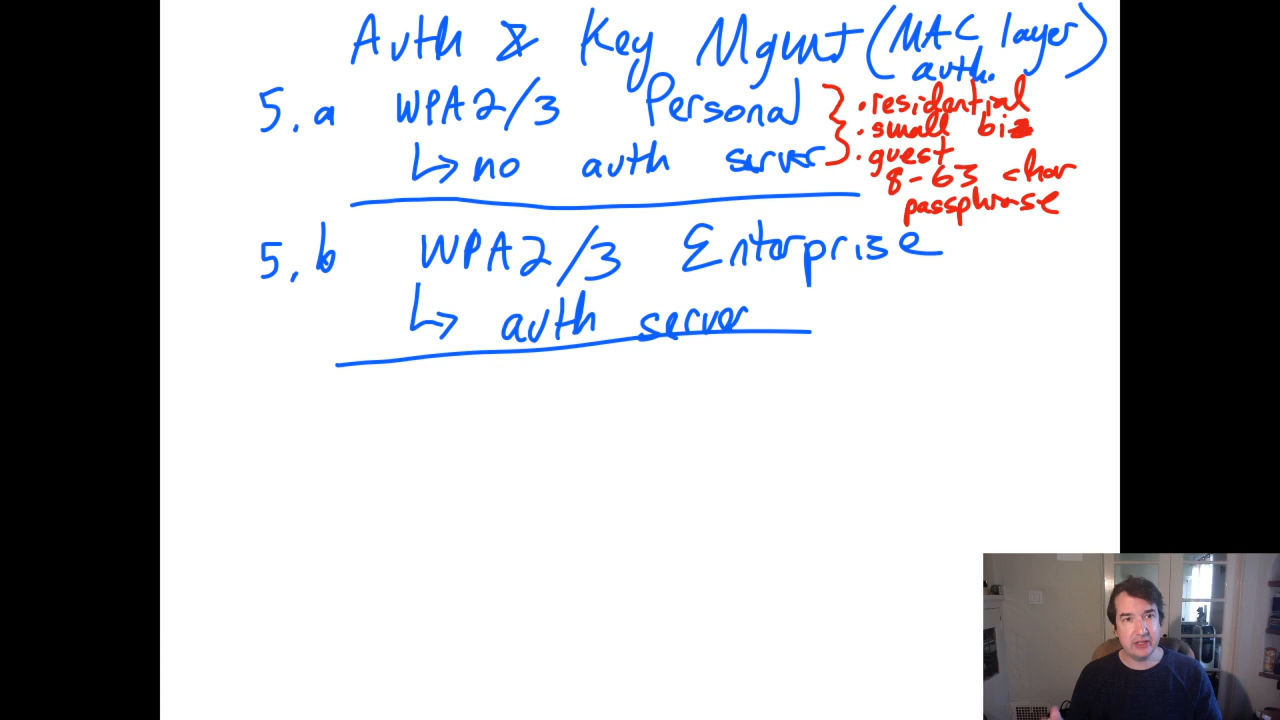 Auth & Key Mgmt (MAC layer auth.)
5.a WPA2/3 Personal
↳ no auth server
• residential
• small biz
• guest
8-63 char
passphrase
5.b WPA2/3 Enterprise
↳ auth server